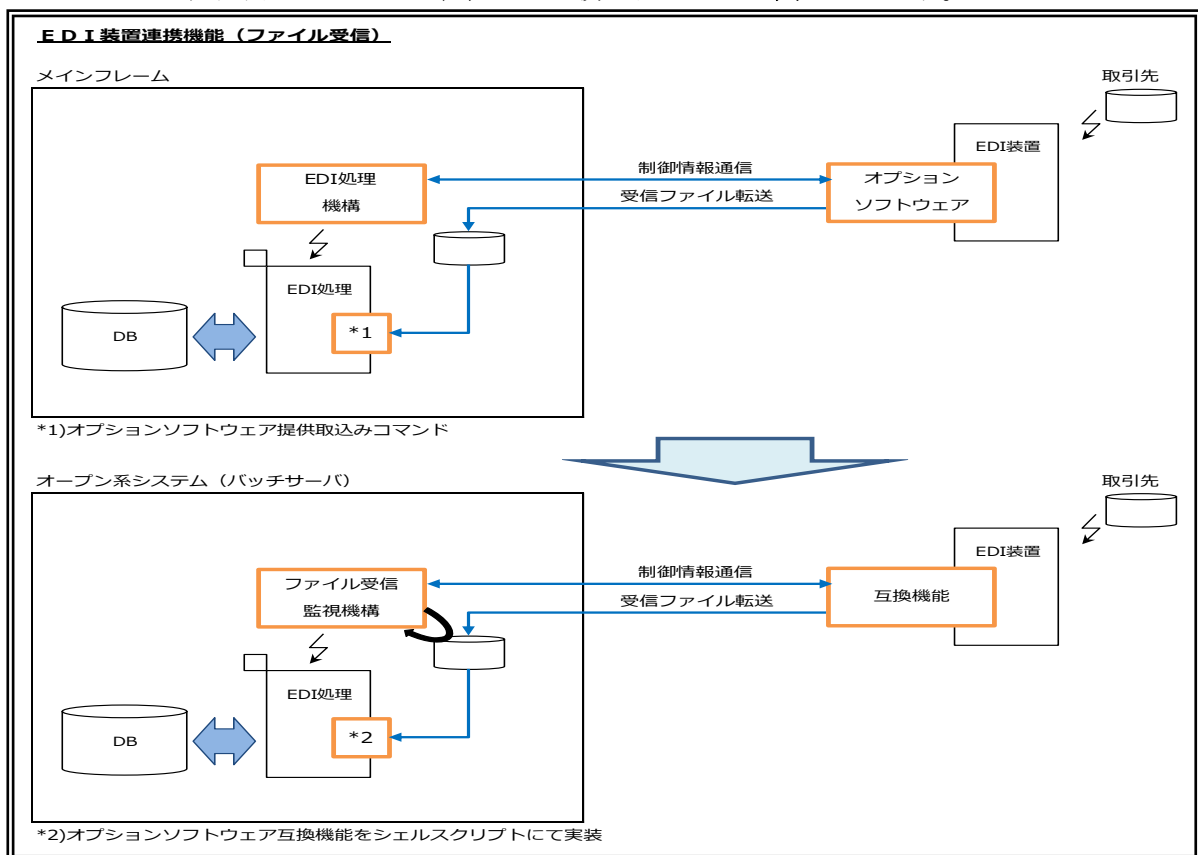 ＥＤＩ装置連携機能（ファイル受信）
メインフレーム
取引先
EDI装置
制御情報通信
EDI処理
機構
オプション
ソフトウェア
受信ファイル転送
EDI処理
*1
DB
*1)オプションソフトウェア提供取込みコマンド
オープン系システム（バッチサーバ）
取引先
EDI装置
制御情報通信
ファイル受信
監視機構
互換機能
受信ファイル転送
EDI処理
*2
DB
*2)オプションソフトウェア互換機能をシェルスクリプトにて実装